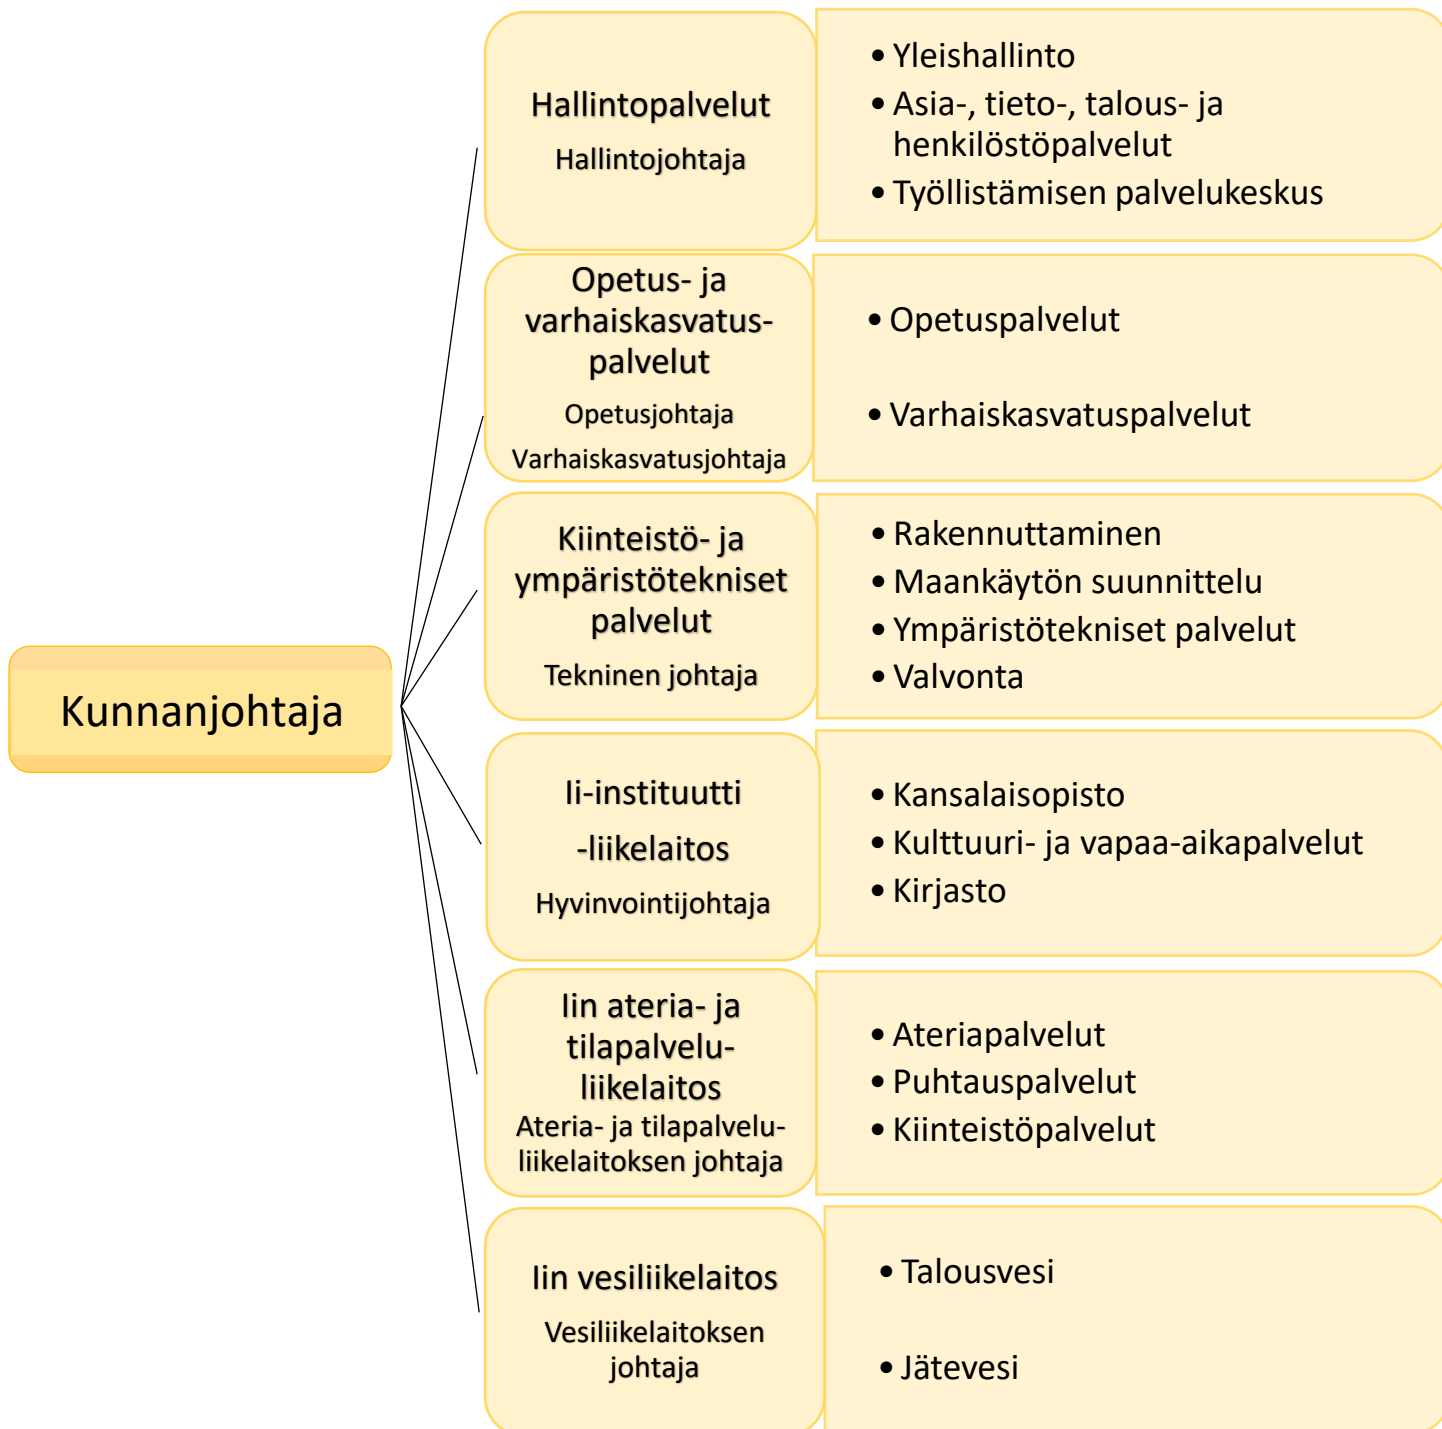 Hallintopalvelut
Hallintojohtaja
• Yleishallinto
• Asia-, tieto-, talous- ja
henkilöstöpalvelut
• Työllistämisen palvelukeskus
Opetus- ja
varhaiskasvatus-
palvelut
Opetusjohtaja
Varhaiskasvatusjohtaja
• Opetuspalvelut
• Varhaiskasvatuspalvelut
Kiinteistö- ja
ympäristötekniset
palvelut
Tekninen johtaja
• Rakennuttaminen
• Maankäytön suunnittelu
• Ympäristötekniset palvelut
• Valvonta
Kunnanjohtaja
Ii-instituutti
-liikelaitos
Hyvinvointijohtaja
• Kansalaisopisto
• Kulttuuri- ja vapaa-aikapalvelut
• Kirjasto
Iin ateria- ja
tilapalvelu-
liikelaitos
Ateria- ja tilapalvelu-
liikelaitoksen johtaja
• Ateriapalvelut
• Puhtauspalvelut
• Kiinteistöpalvelut
Iin vesiliikelaitos
Vesiliikelaitoksen
johtaja
• Talousvesi
• Jätevesi